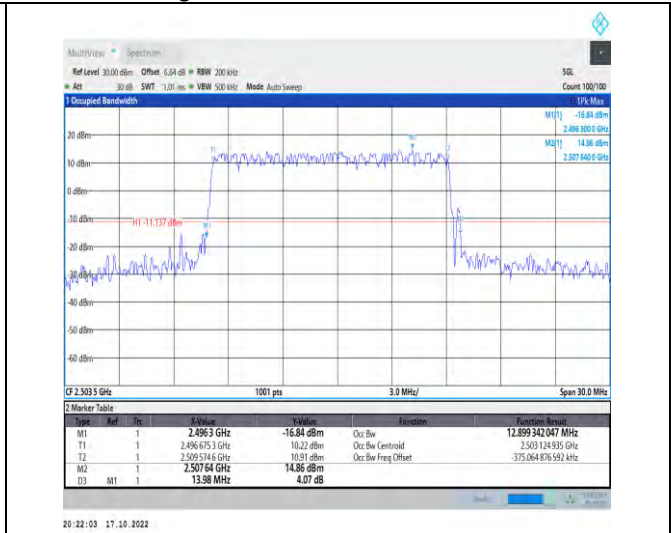 MultiView Spectrum
Ref Level 30.00 dBm Offset 6.64 dB RBW 200 kHz SGL
Att 30 dB SWT 1.01 ms VBW 500 kHz Mode Auto Sweep Count 100/100
1 Occupied Bandwidth 1Pk Max
M1[1] -16.84 dBm
2.496 300 0 GHz
M2[1] 14.86 dBm
2.507 640 0 GHz
20 dBm
10 dBm
0 dBm
-10 dBm
H1 -11.137 dBm
-20 dBm
-30 dBm
-40 dBm
-50 dBm
-60 dBm
CF 2.503 5 GHz 1001 pts 3.0 MHz/ Span 30.0 MHz
2 Marker Table
Type Ref Trc X-Value Y-Value Function Function Result
M1 1 2.4963 GHz -16.84 dBm Occ Bw 12.899 342 047 MHz
T1 1 2.496 675 3 GHz 10.22 dBm Occ Bw Centroid 2.503 124 935 GHz
T2 1 2.509 574 6 GHz 10.91 dBm Occ Bw Freq Offset -375.064 876 592 kHz
M2 1 2.507 64 GHz 14.86 dBm
D3 M1 1 13.98 MHz 4.07 dB
20:22:03 17.10.2022